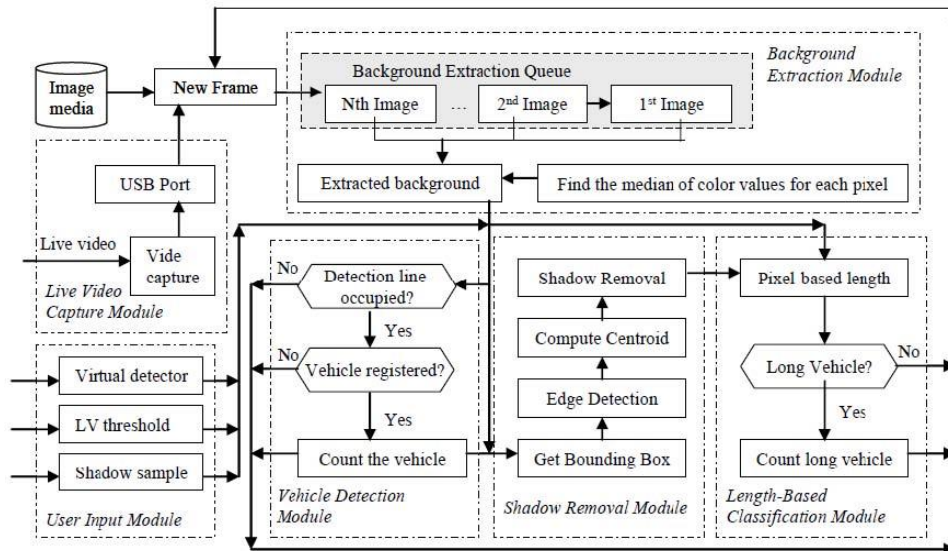 Background
Extraction Module
Image
media
New Frame
Background Extraction Queue
Nth Image
...
2nd Image
1st Image
USB Port
Extracted background
Find the median of color values for each pixel
Live video
Vide
capture
Live Video
Capture Module
No
Detection line
occupied?
Yes
No
Vehicle registered?
Yes
Count the vehicle
Vehicle Detection
Module
Shadow Removal
Compute Centroid
Edge Detection
Get Bounding Box
Shadow Removal Module
Pixel based length
Long Vehicle?
No
Yes
Count long vehicle
Length-Based
Classification Module
Virtual detector
LV threshold
Shadow sample
User Input Module